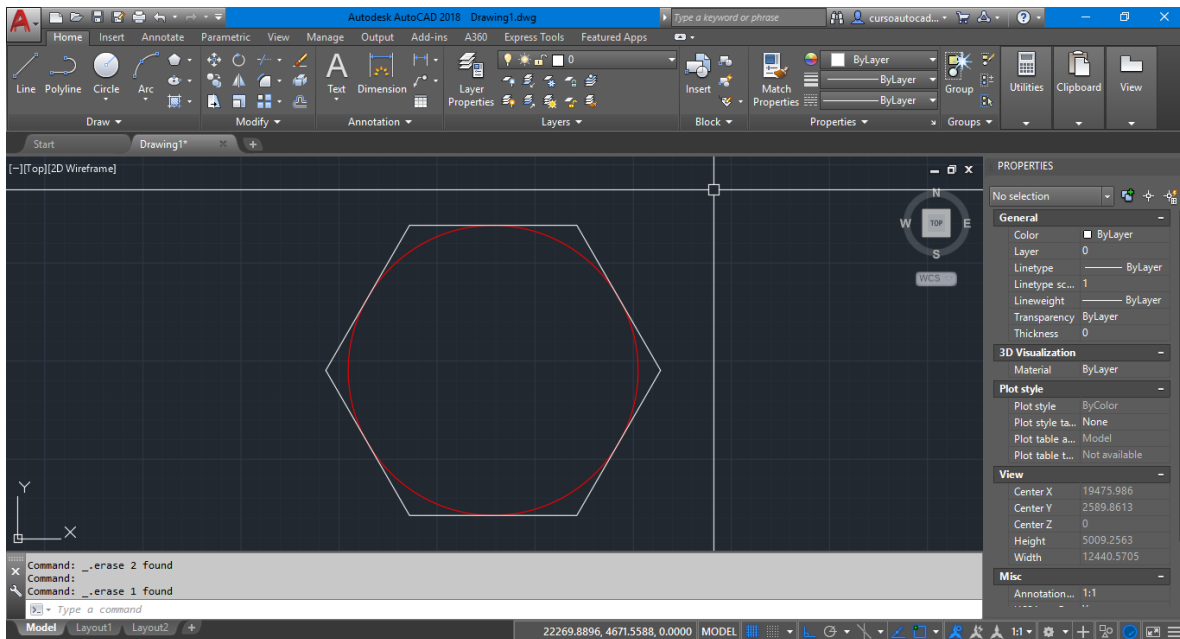 Autodesk AutoCAD 2018 Drawing1.dwg
Type a keyword or phrase
cursoautocad...
Home Insert Annotate Parametric View Manage Output Add-ins A360 Express Tools Featured Apps
0 ByLayer
ByLayer
ByLayer
Line Polyline Circle Arc Text Dimension Layer Properties Insert Match Properties Group Utilities Clipboard View
Draw Modify Annotation Layers Block Properties Groups
Start Drawing1* +
[−][Top][2D Wireframe]
N
W TOP E
S
WCS
Y
X
PROPERTIES
No selection
General
Color ByLayer
Layer 0
Linetype ByLayer
Linetype sc... 1
Lineweight ByLayer
Transparency ByLayer
Thickness 0
3D Visualization
Material ByLayer
Plot style
Plot style ByColor
Plot style ta... None
Plot table a... Model
Plot table t... Not available
View
Center X 19475.986
Center Y 2589.8613
Center Z 0
Height 5009.2563
Width 12440.5705
Misc
Annotation... 1:1
Command: _.erase 2 found
Command:
Command: _.erase 1 found
Type a command
Model Layout1 Layout2 +
22269.8896, 4671.5588, 0.0000 MODEL 1:1